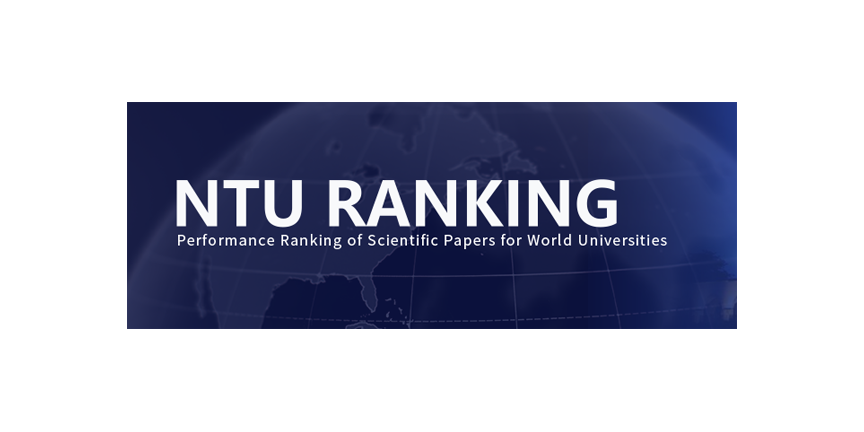 NTU RANKING
Performance Ranking of Scientific Papers for World Universities